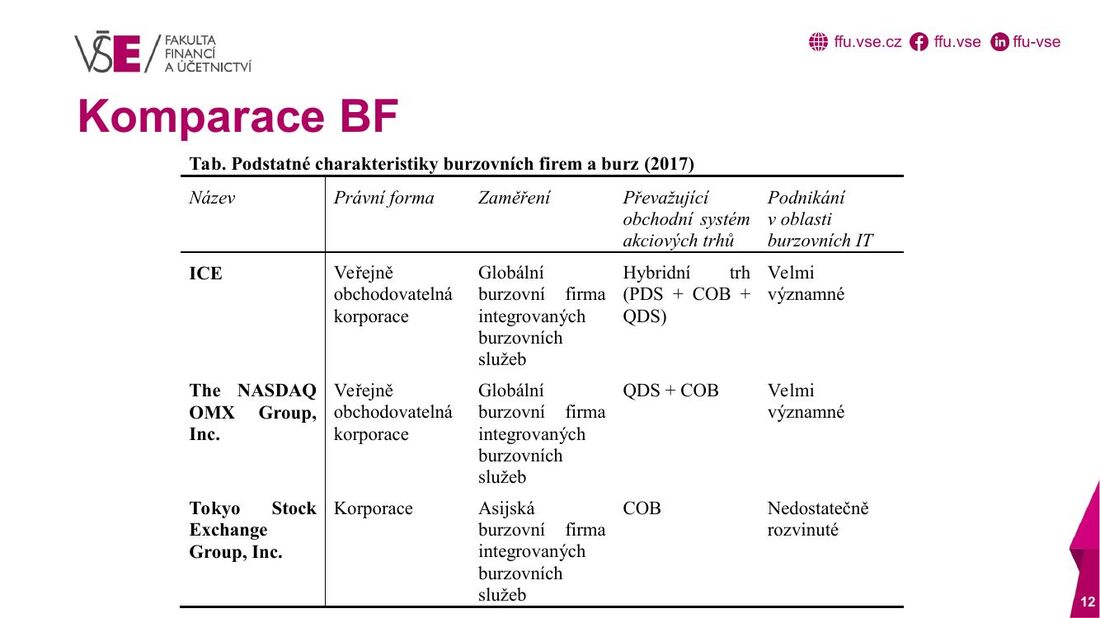 VŠE
FAKULTA
FINANCÍ
A ÚČETNICTVÍ
ffu.vse.cz ffu.vse ffu-vse
Komparace BF
Tab. Podstatné charakteristiky burzovních firem a burz (2017)
Název
Právní forma
Zaměření
Převažující
obchodní systém
akciových trhů
Podnikání
v oblasti
burzovních IT
ICE
Veřejně
obchodovatelná
korporace
Globální
burzovní firma
integrovaných
burzovních
služeb
Hybridní trh
(PDS + COB +
QDS)
Velmi
významné
The NASDAQ
OMX Group,
Inc.
Veřejně
obchodovatelná
korporace
Globální
burzovní firma
integrovaných
burzovních
služeb
QDS + COB
Velmi
významné
Tokyo Stock
Exchange
Group, Inc.
Korporace
Asijská
burzovní firma
integrovaných
burzovních
služeb
COB
Nedostatečně
rozvinuté
12